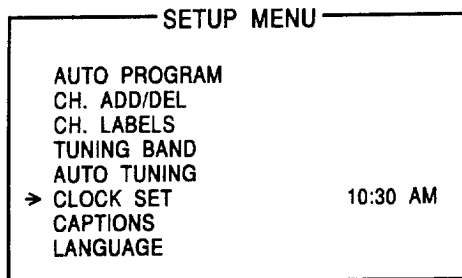 SETUP MENU
AUTO PROGRAM
CH. ADD/DEL
CH. LABELS
TUNING BAND
AUTO TUNING
→ CLOCK SET 10:30 AM
CAPTIONS
LANGUAGE